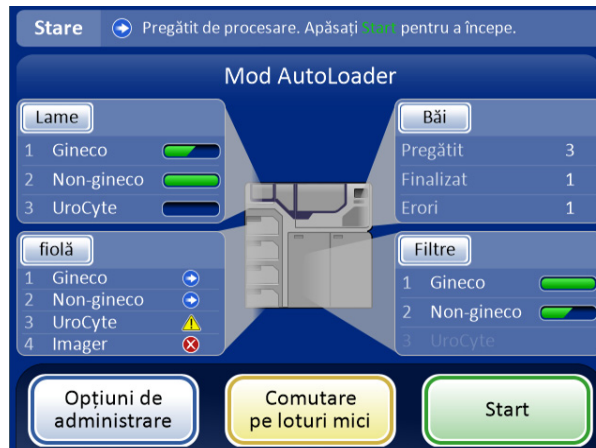 Stare
Pregătit de procesare. Apăsați Start pentru a începe.
Mod AutoLoader
Lame
1 Gineco
2 Non-gineco
3 UroCyte
Băi
Pregătit 3
Finalizat 1
Erori 1
fiolă
1 Gineco
2 Non-gineco
3 UroCyte
4 Imager
Filtre
1 Gineco
2 Non-gineco
3 UroCyte
Opțiuni de
administrare
Comutare
pe loturi mici
Start